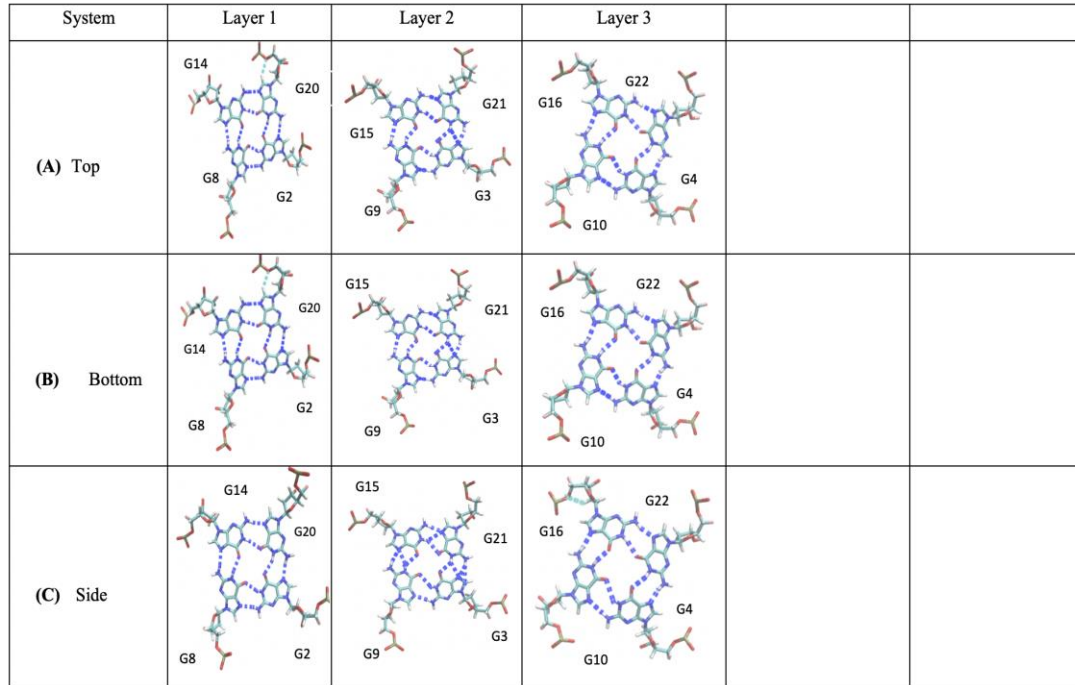 System Layer 1 Layer 2 Layer 3
(A) Top
G14
G20
G8
G2
G15
G21
G9
G3
G16
G22
G10
G4
(B) Bottom
G14
G20
G8
G2
G15
G21
G9
G3
G16
G22
G10
G4
(C) Side
G14
G20
G8
G2
G15
G21
G9
G3
G16
G22
G10
G4